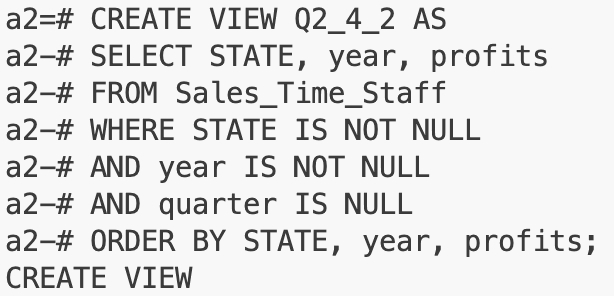 a2=# CREATE VIEW Q2_4_2 AS
a2-# SELECT STATE, year, profits
a2-# FROM Sales_Time_Staff
a2-# WHERE STATE IS NOT NULL
a2-# AND year IS NOT NULL
a2-# AND quarter IS NULL
a2-# ORDER BY STATE, year, profits;
CREATE VIEW